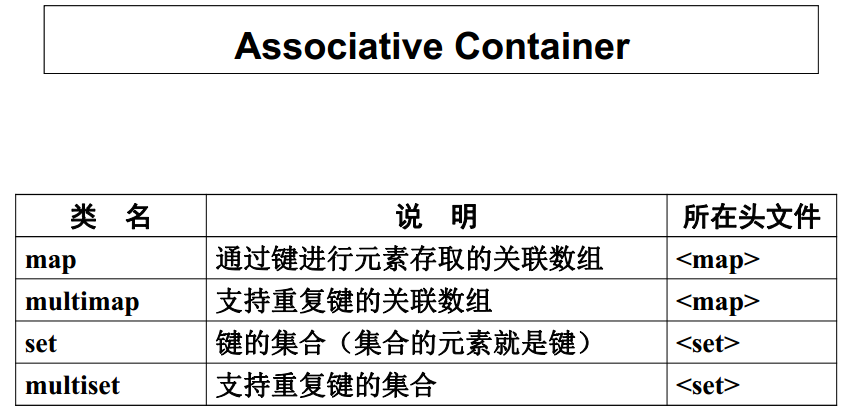 Associative Container
类 名 说 明 所在头文件
map 通过键进行元素存取的关联数组 <map>
multimap 支持重复键的关联数组 <map>
set 键的集合（集合的元素就是键） <set>
multiset 支持重复键的集合 <set>